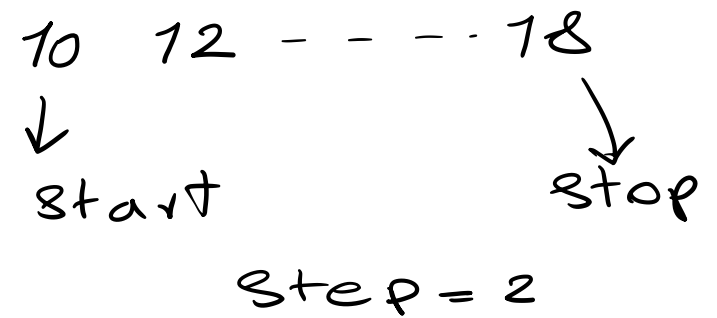 10 12 - - - - 18
start stop
step = 2